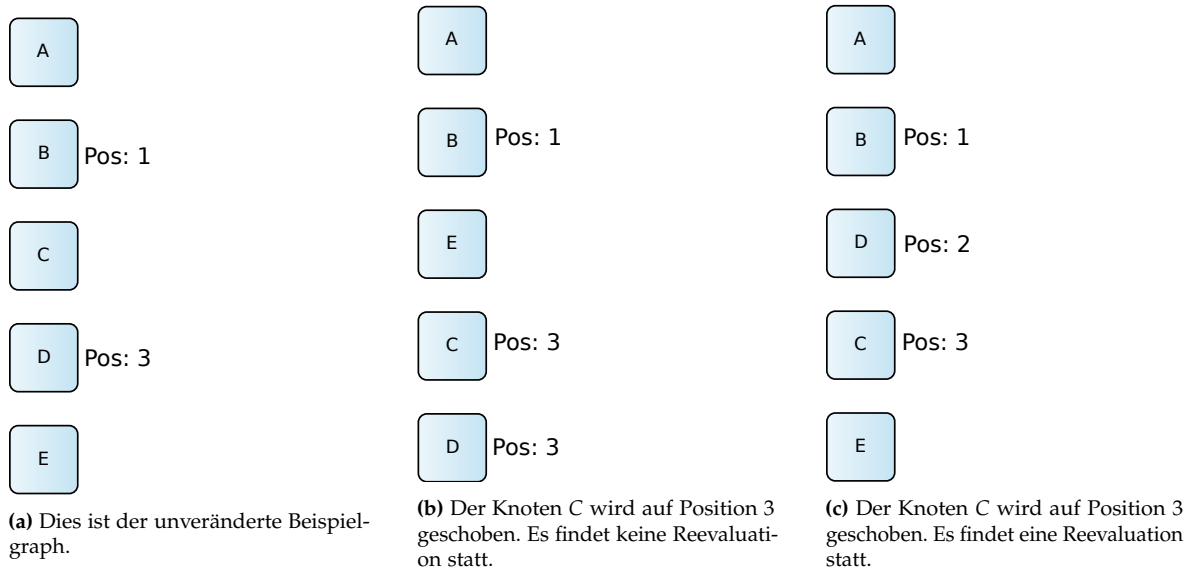 A
B Pos: 1
C
D Pos: 3
E
(a) Dies ist der unveränderte Beispiel-
graph.
A
B Pos: 1
E
C Pos: 3
D Pos: 3
(b) Der Knoten C wird auf Position 3
geschoben. Es findet keine Reevaluati-
on statt.
A
B Pos: 1
D Pos: 2
C Pos: 3
E
(c) Der Knoten C wird auf Position 3
geschoben. Es findet eine Reevaluation
statt.